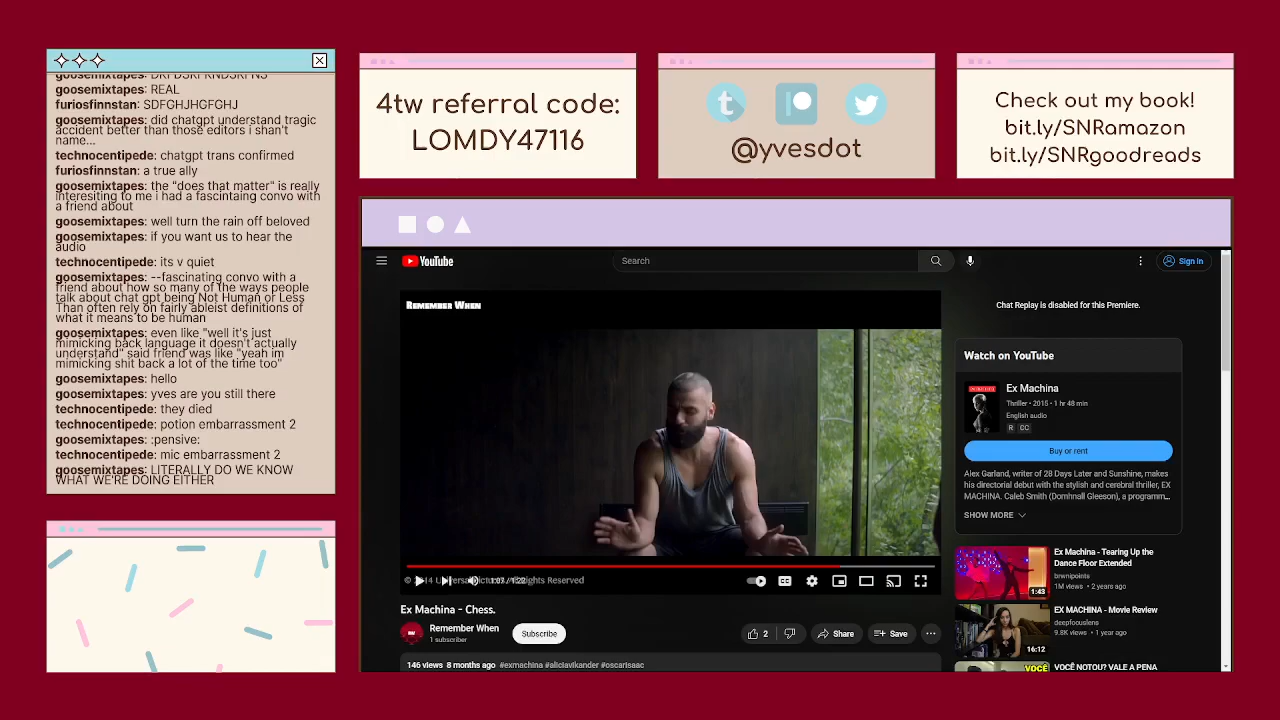 goosemixtapes: REAL
furiosfinnstan: SDFGHJHGFGHJ
goosemixtapes: did chatgpt understand tragic
accident better than those editors i shan't
name...
technocentipede: chatgpt trans confirmed
furiosfinnstan: a true ally
goosemixtapes: the "does that matter" is really
interesiting to me i had a fascintaing convo with
a friend about
goosemixtapes: well turn the rain off beloved
goosemixtapes: if you want us to hear the
audio
technocentipede: its v quiet
goosemixtapes: --fascinating convo with a
friend about how so many of the ways people
talk about chat gpt being Not Human or Less
Than often rely on fairly ableist definitions of
what it means to be human
goosemixtapes: even like "well it's just
mimicking back language it doesn't actually
understand" said friend was like "yeah im
mimicking shit back a lot of the time too"
goosemixtapes: hello
goosemixtapes: yves are you still there
technocentipede: they died
technocentipede: potion embarrassment 2
goosemixtapes: :pensive:
technocentipede: mic embarrassment 2
goosemixtapes: LITERALLY DO WE KNOW
WHAT WE'RE DOING EITHER
4tw referral code:
LOMDY47116
@yvesdot
Check out my book!
bit.ly/SNRamazon
bit.ly/SNRgoodreads
YouTube
Search
Sign in
REMEMBER WHEN
Chat Replay is disabled for this Premiere.
Watch on YouTube
Ex Machina
Thriller • 2015 • 1 hr 48 min
English audio
R CC
Buy or rent
Alex Garland, writer of 28 Days Later and Sunshine, makes
his directorial debut with the stylish and cerebral thriller, EX
MACHINA. Caleb Smith (Domhnall Gleeson), a programm...
SHOW MORE
Rights Reserved
Ex Machina - Chess.
Remember When
1 subscriber
Subscribe
2
Share
Save
146 views 8 months ago #exmachina #aliciavikander #oscarisaac
Ex Machina - Tearing Up the
Dance Floor Extended
brwnipoints
1M views • 2 years ago
1:43
EX MACHINA - Movie Review
deepfocuslens
9.8K views • 1 year ago
16:12
VOCÊ NOTOU? VALE A PENA
VOCÊ